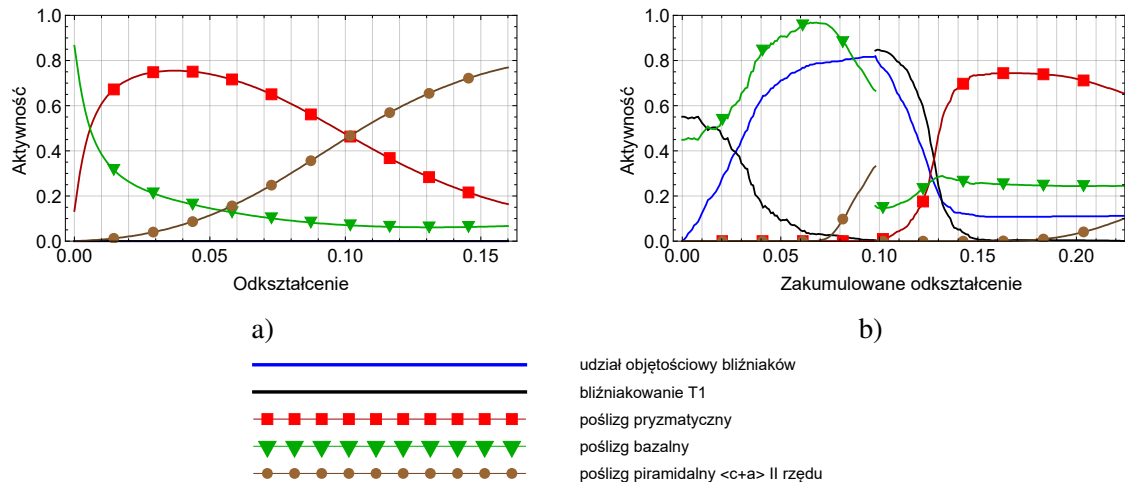 1.0
0.8
0.6
0.4
0.2
0.0
Aktywność
0.00 0.05 0.10 0.15
Odkształcenie
a)
1.0
0.8
0.6
0.4
0.2
0.0
Aktywność
0.00 0.05 0.10 0.15 0.20
Zakumulowane odkształcenie
b)
udział objętościowy bliźniaków
bliźniakowanie T1
poślizg pryzmatyczny
poślizg bazalny
poślizg piramidalny <c+a> II rzędu